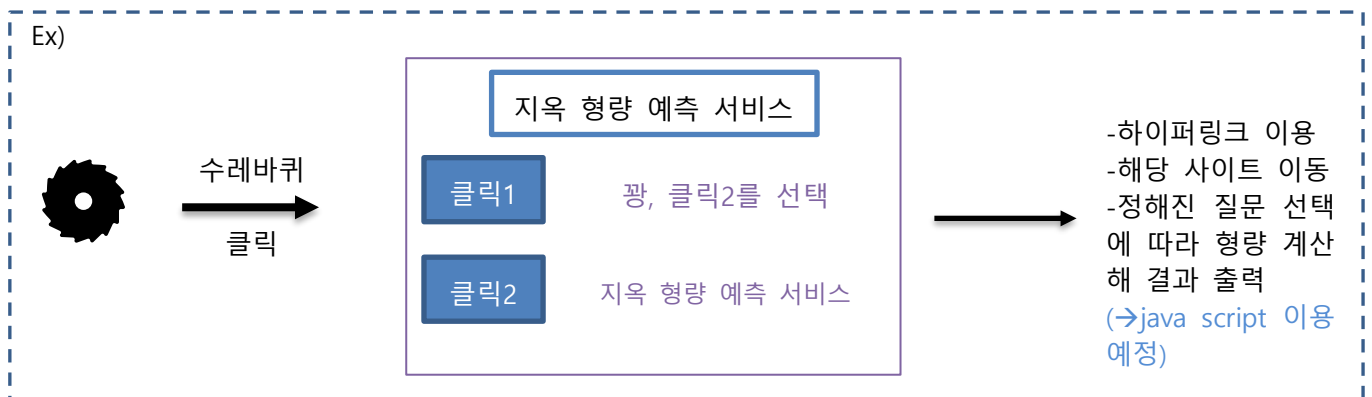 Ex)
수레바퀴
클릭
지옥 형량 예측 서비스
클릭1
꽝, 클릭2를 선택
클릭2
지옥 형량 예측 서비스
-하이퍼링크 이용
-해당 사이트 이동
-정해진 질문 선택
에 따라 형량 계산
해 결과 출력
(→java script 이용
예정)